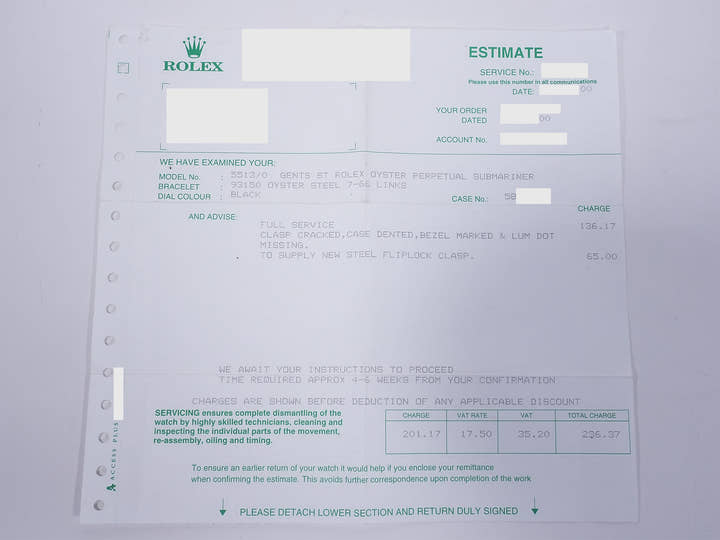 ROLEX
ESTIMATE
SERVICE No.:
Please use this number in all communications
DATE: 00
YOUR ORDER
DATED 00
ACCOUNT No.
WE HAVE EXAMINED YOUR:
MODEL No. : 5513/0 GENTS ST ROLEX OYSTER PERPETUAL SUBMARINER
BRACELET : 93150 OYSTER STEEL 7-66 LINKS
DIAL COLOUR : BLACK
CASE No.: 58
CHARGE
AND ADVISE:
FULL SERVICE 136.17
CLASP CRACKED,CASE DENTED,BEZEL MARKED & LUM DOT
MISSING.
TO SUPPLY NEW STEEL FLIPLOCK CLASP. 65.00
WE AWAIT YOUR INSTRUCTIONS TO PROCEED
TIME REQUIRED APPROX 4-6 WEEKS FROM YOUR CONFIRMATION
CHARGES ARE SHOWN BEFORE DEDUCTION OF ANY APPLICABLE DISCOUNT
SERVICING ensures complete dismantling of the
watch by highly skilled technicians, cleaning and
inspecting the individual parts of the movement,
re-assembly, oiling and timing.
CHARGE VAT RATE VAT TOTAL CHARGE
201.17 17.50 35.20 236.37
To ensure an earlier return of your watch it would help if you enclose your remittance
when confirming the estimate. This avoids further correspondence upon completion of the work
PLEASE DETACH LOWER SECTION AND RETURN DULY SIGNED
ACCESS PLUS